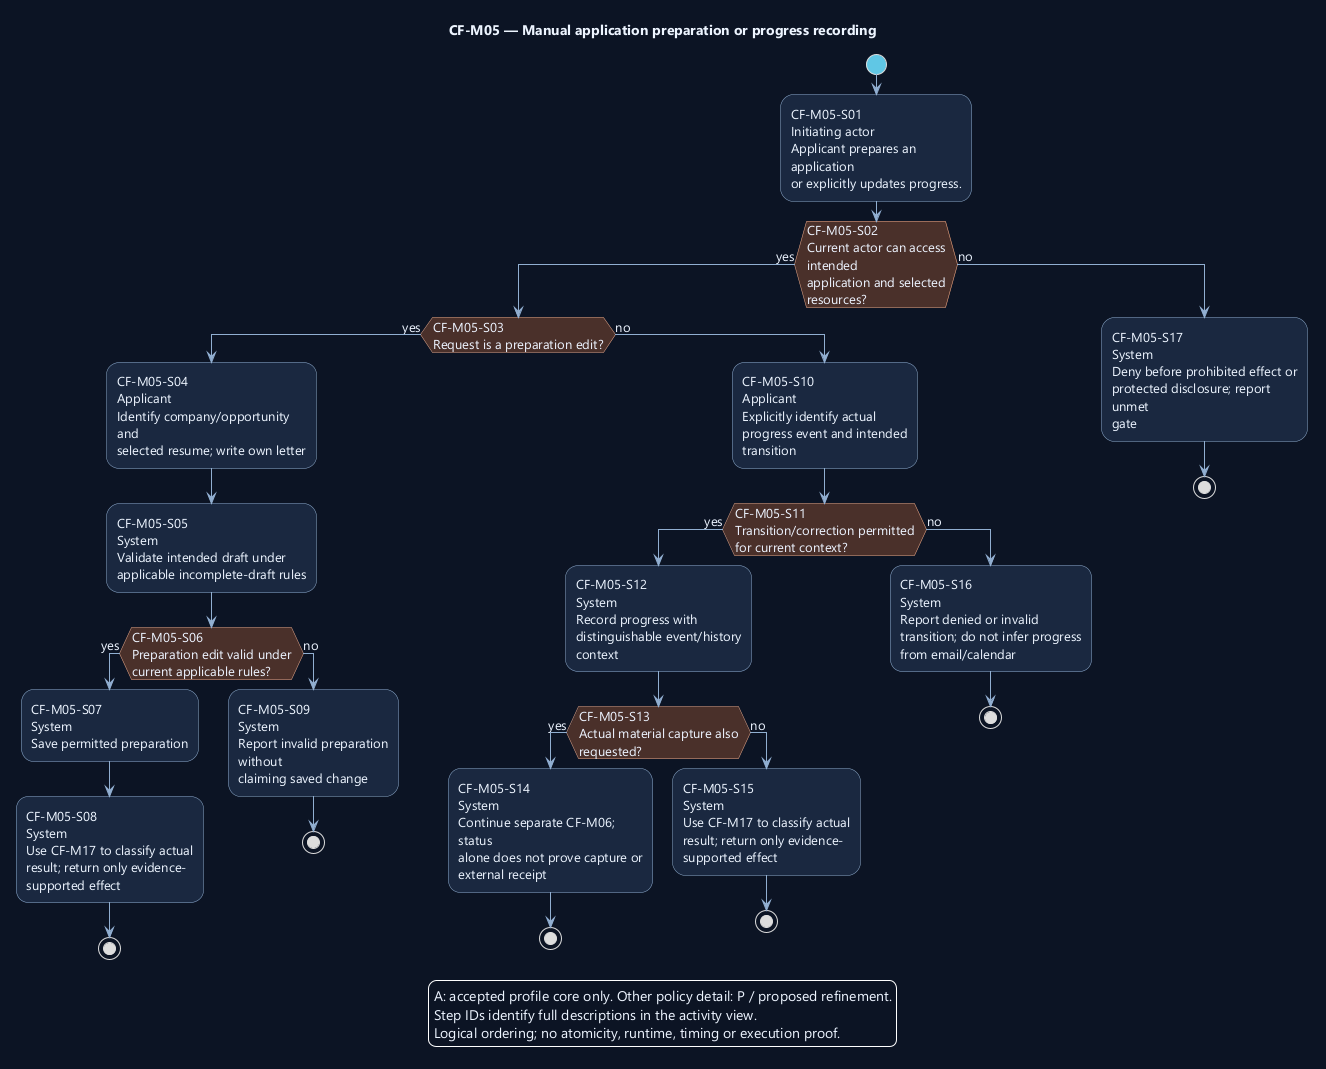 CF-M05 — Manual application preparation or progress recording
CF-M05-S01
Initiating actor
Applicant prepares an
application
or explicitly updates progress.
CF-M05-S02
Current actor can access
intended
application and selected
resources?
yes
no
CF-M05-S03
Request is a preparation edit?
yes
no
CF-M05-S04
Applicant
Identify company/opportunity
and
selected resume; write own letter
CF-M05-S05
System
Validate intended draft under
applicable incomplete-draft rules
CF-M05-S06
Preparation edit valid under
current applicable rules?
yes
no
CF-M05-S07
System
Save permitted preparation
CF-M05-S08
System
Use CF-M17 to classify actual
result; return only evidence-
supported effect
CF-M05-S09
System
Report invalid preparation
without
claiming saved change
CF-M05-S10
Applicant
Explicitly identify actual
progress event and intended
transition
CF-M05-S11
Transition/correction permitted
for current context?
yes
no
CF-M05-S12
System
Record progress with
distinguishable event/history
context
CF-M05-S13
Actual material capture also
requested?
yes
no
CF-M05-S14
System
Continue separate CF-M06;
status
alone does not prove capture or
external receipt
CF-M05-S15
System
Use CF-M17 to classify actual
result; return only evidence-
supported effect
CF-M05-S16
System
Report denied or invalid
transition; do not infer progress
from email/calendar
CF-M05-S17
System
Deny before prohibited effect or
protected disclosure; report
unmet
gate
A: accepted profile core only. Other policy detail: P / proposed refinement.
Step IDs identify full descriptions in the activity view.
Logical ordering; no atomicity, runtime, timing or execution proof.